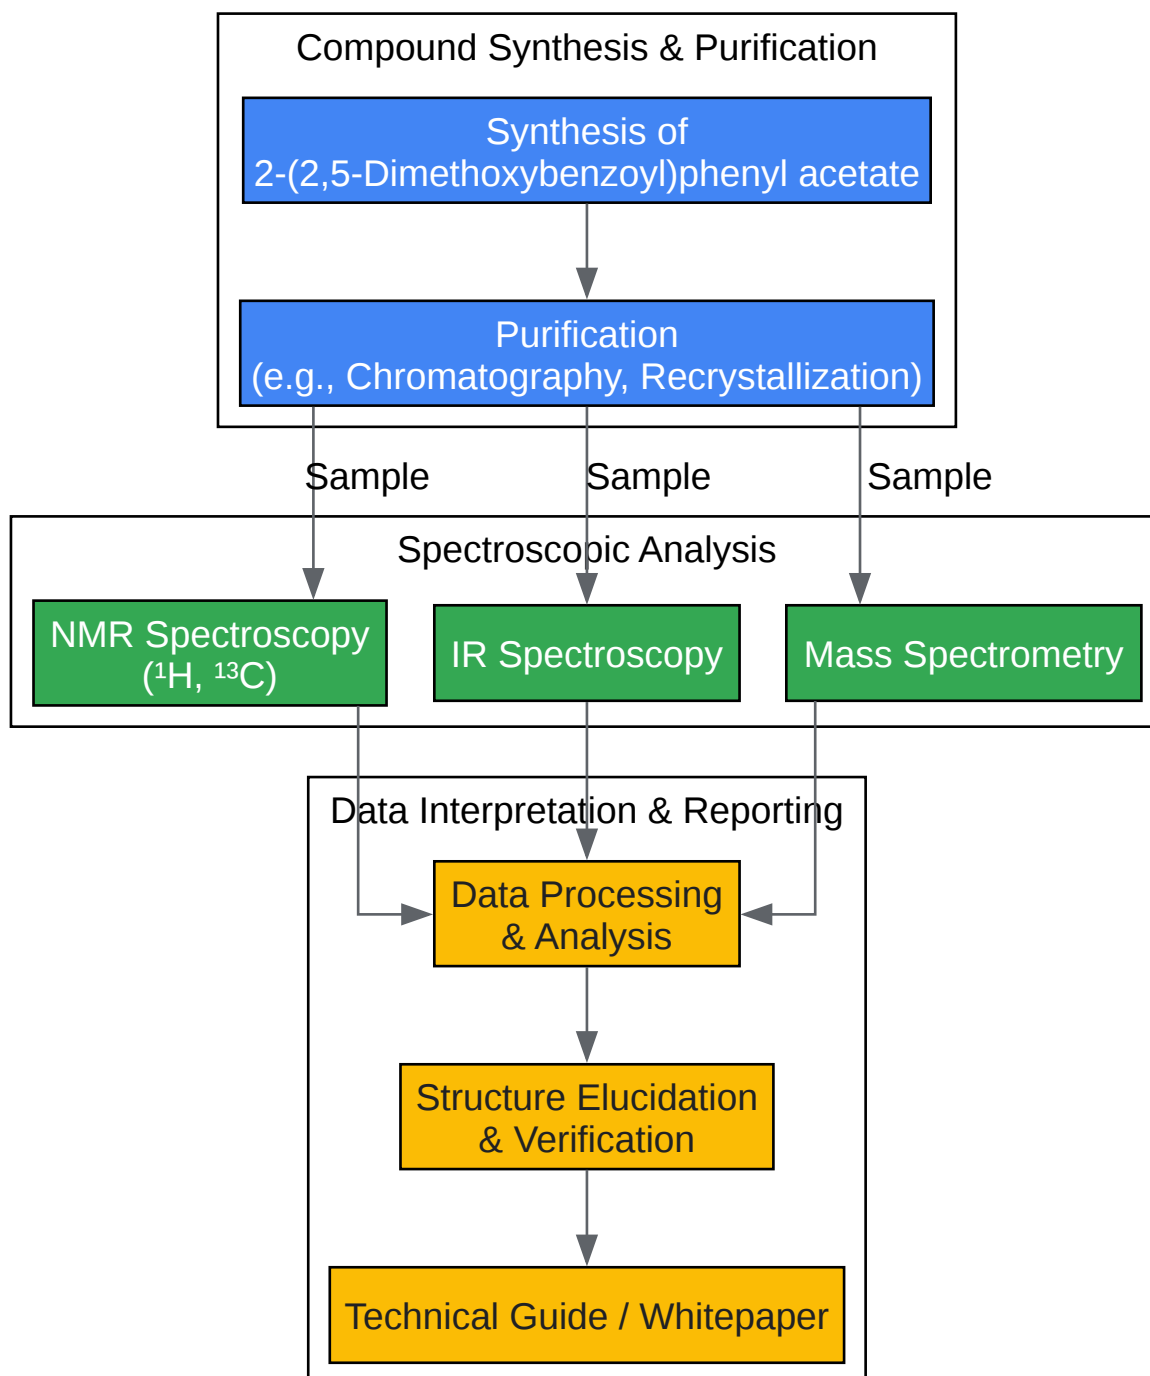 Compound Synthesis & Purification
Synthesis of
2-(2,5-Dimethoxybenzoyl)phenyl acetate
Purification
(e.g., Chromatography, Recrystallization)
Sample
Sample
Sample
Spectroscopic Analysis
NMR Spectroscopy
(¹H, ¹³C)
IR Spectroscopy
Mass Spectrometry
Data Interpretation & Reporting
Data Processing
& Analysis
Structure Elucidation
& Verification
Technical Guide / Whitepaper